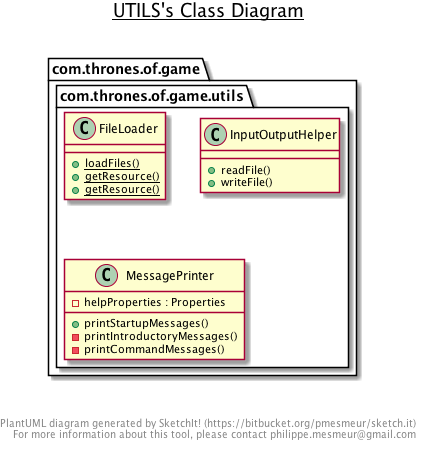 UTILS's Class Diagram
com.thrones.of.game
com.thrones.of.game.utils
C FileLoader
loadFiles()
getResource()
getResource()
C InputOutputHelper
readFile()
writeFile()
C MessagePrinter
helpProperties : Properties
printStartupMessages()
printIntroductoryMessages()
printCommandMessages()
PlantUML diagram generated by SketchIt! (https://bitbucket.org/pmesmeur/sketch.it)
For more information about this tool, please contact philippe.mesmeur@gmail.com